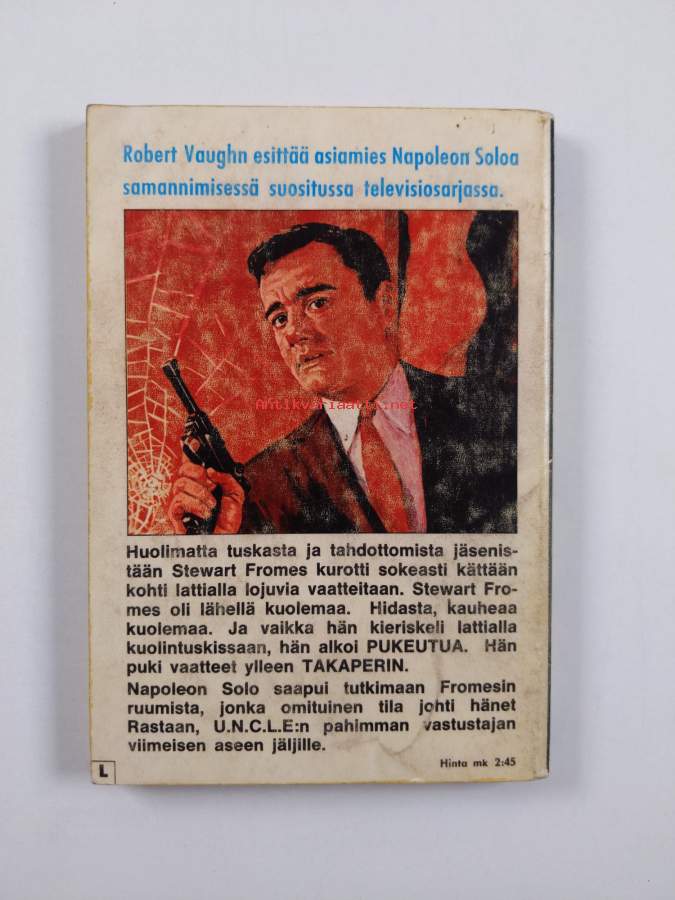 Robert Vaughn esittää asiamies Napoleon Soloa
samannimisessä suositussa televisiosarjassa.
Antikvariaatti.net
Huolimatta tuskasta ja tahdottomista jäsenis-
tään Stewart Fromes kurotti sokeasti kättään
kohti lattialla lojuvia vaatteitaan. Stewart Fro-
mes oli lähellä kuolemaa. Hidasta, kauheaa
kuolemaa. Ja vaikka hän kieriskeli lattialla
kuolintuskissaan, hän alkoi PUKEUTUA. Hän
puki vaatteet ylleen TAKAPERIN.
Napoleon Solo saapui tutkimaan Fromesin
ruumista, jonka omituinen tila johti hänet
Rastaan, U.N.C.L.E:n pahimman vastustajan
viimeisen aseen jäljille.
L
Hinta mk 2:45